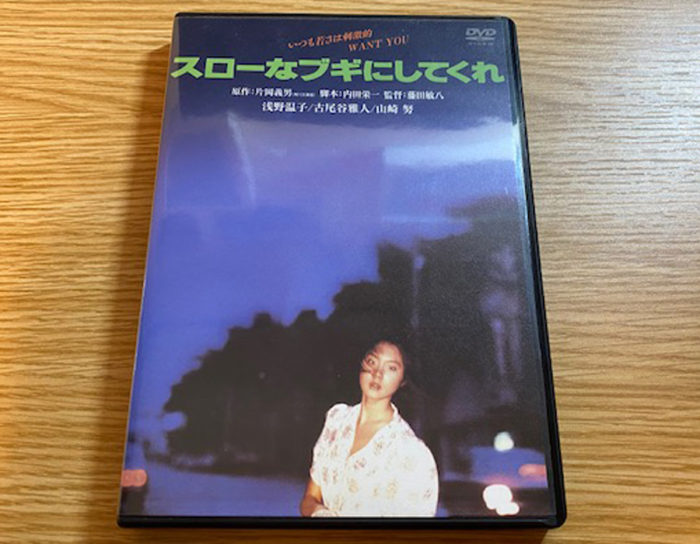 いつも若さは刺激的
WANT YOU
DVD
スローなブギにしてくれ
原作:片岡義男 脚本:内田栄一 監督:藤田敏八
浅野温子/古尾谷雅人/山﨑 努